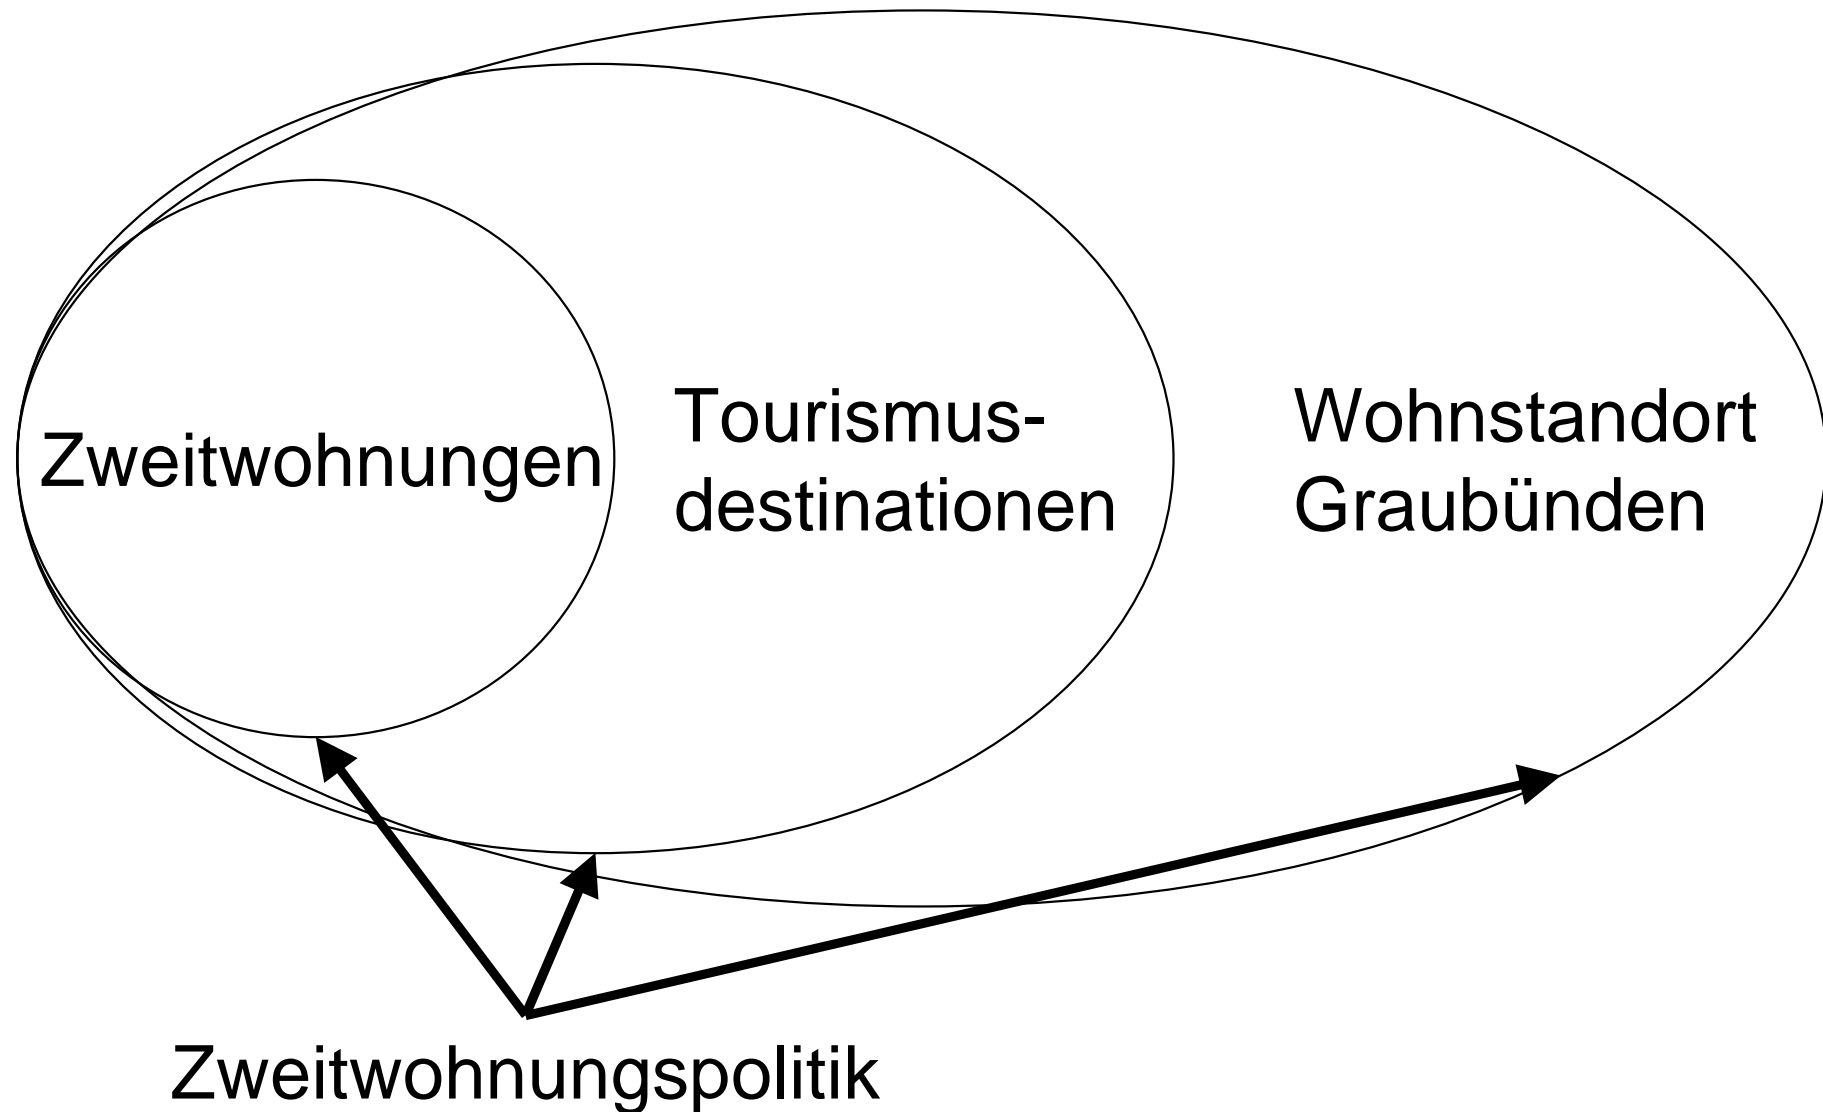 Zweitwohnungen
Tourismus-
destinationen
Wohnstandort
Graubünden
Zweitwohnungspolitik